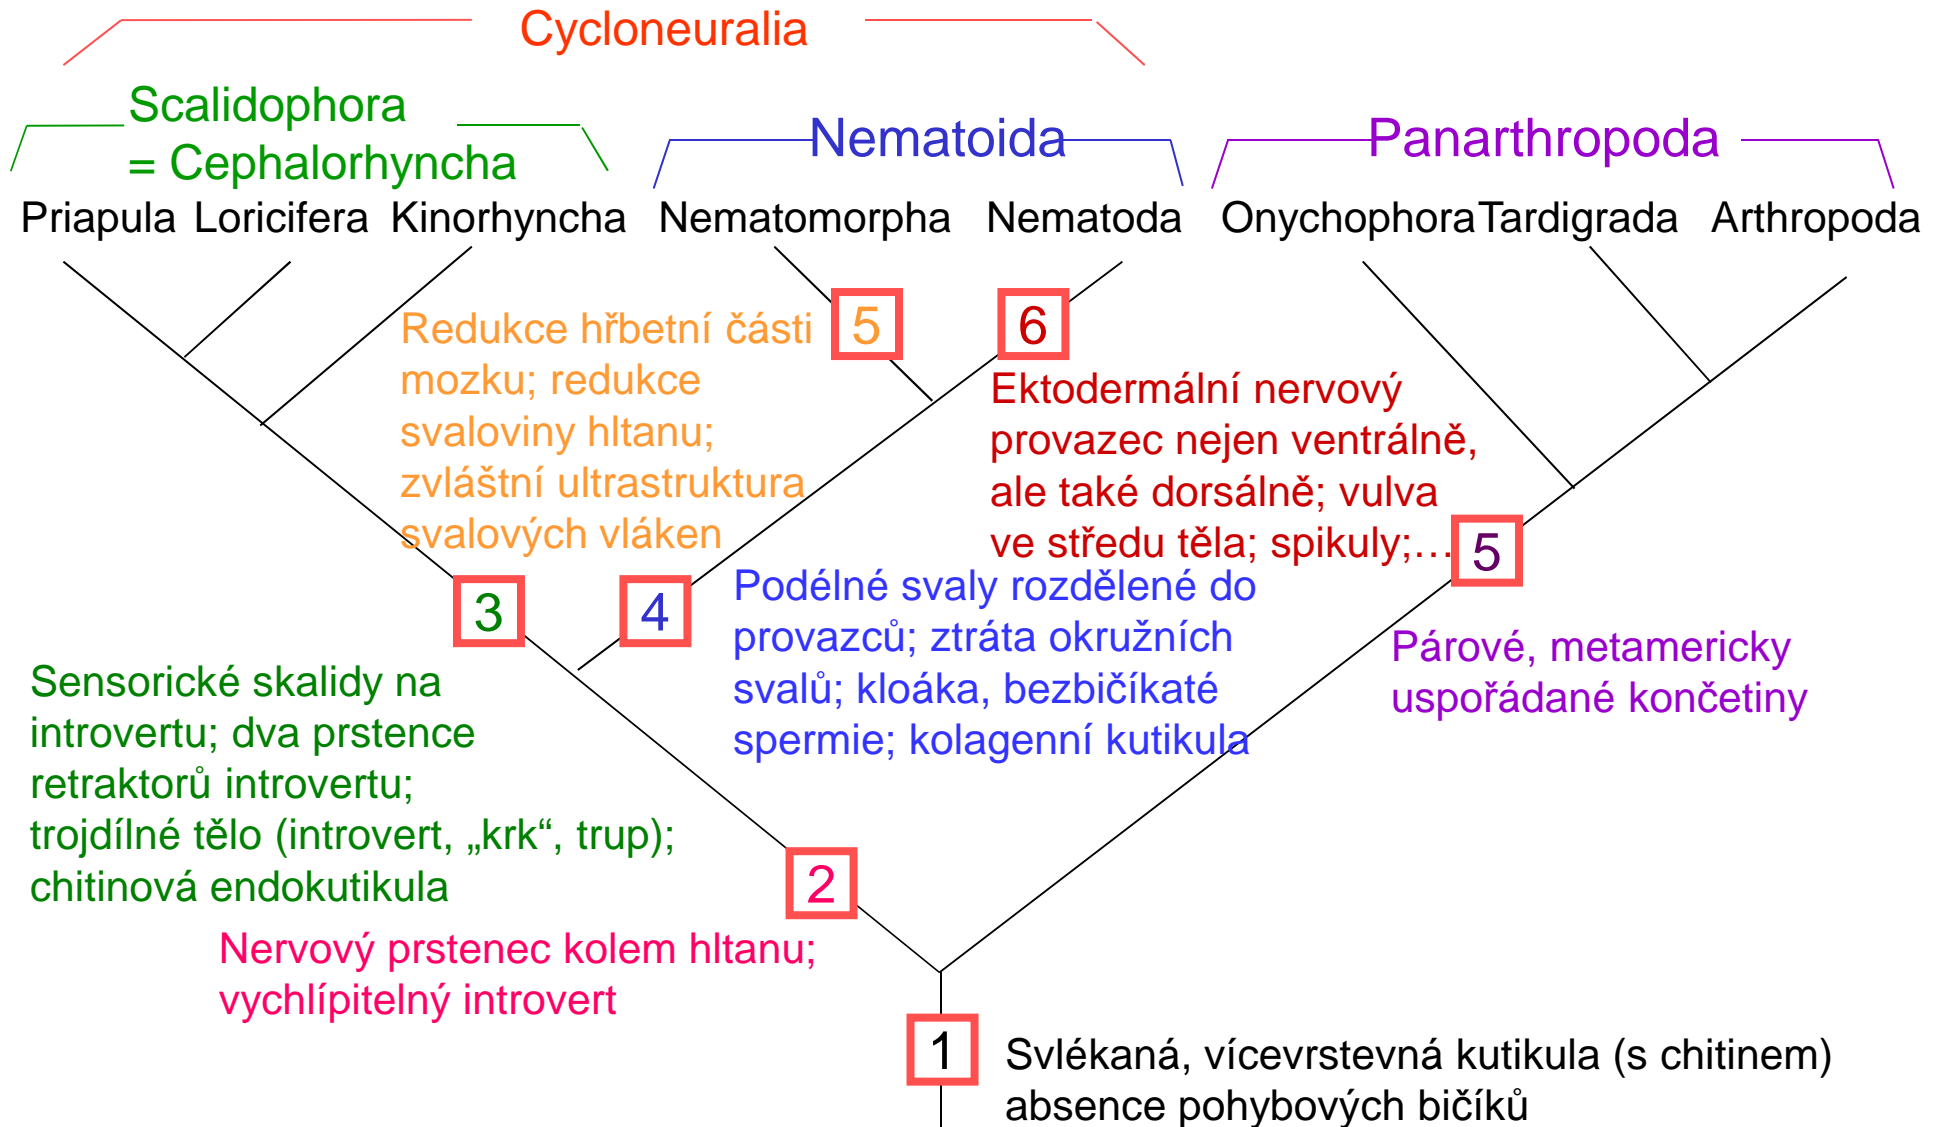 Cycloneuralia
Scalidophora
= Cephalorhyncha
Nematoida
Panarthropoda
Priapula Loricifera Kinorhyncha Nematomorpha Nematoda Onychophora Tardigrada Arthropoda
5
6
Redukce hřbetní části
mozku; redukce
svaloviny hltanu;
zvláštní ultrastruktura
svalových vláken
Ektodermální nervový
provazec nejen ventrálně,
ale také dorsálně; vulva
ve středu těla; spikuly;…
5
3
4
Podélné svaly rozdělené do
provazců; ztráta okružních
svalů; kloáka, bezbičíkaté
spermie; kolagenní kutikula
Párové, metamericky
uspořádané končetiny
Sensorické skalidy na
introvertu; dva prstence
retraktorů introvertu;
trojdílné tělo (introvert, „krk“, trup);
chitinová endokutikula
2
Nervový prstenec kolem hltanu;
vychlípitelný introvert
1
Svlékaná, vícevrstevná kutikula (s chitinem)
absence pohybových bičíků